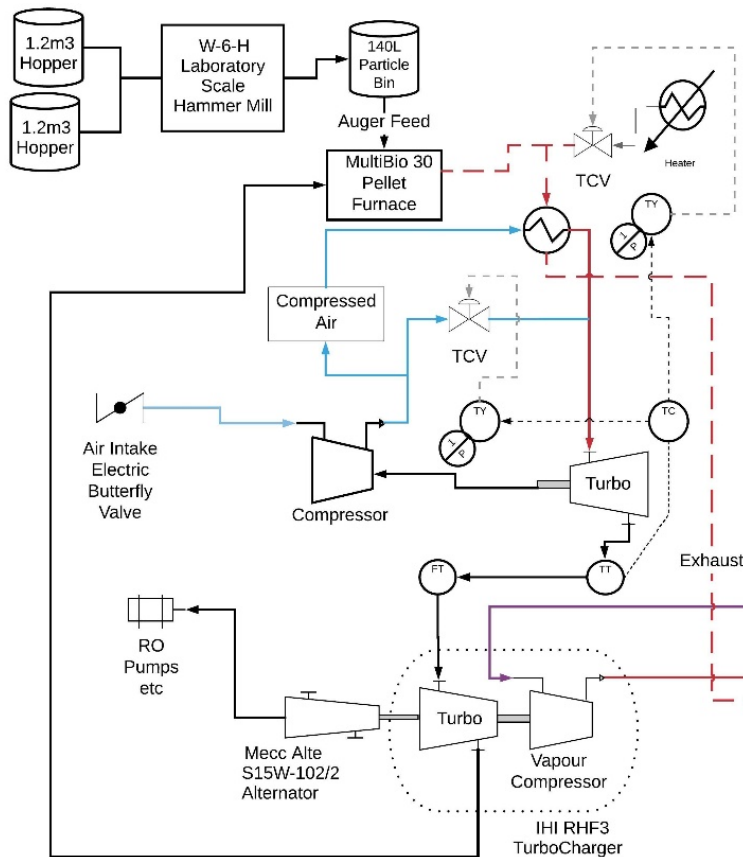 1.2m3
Hopper
1.2m3
Hopper
W-6-H
Laboratory
Scale
Hammer Mill
140L
Particle
Bin
Auger Feed
MultiBio 30
Pellet
Furnace
TCV
Heater
TY
1
P
Compressed
Air
TCV
TY
1
P
TC
Air Intake
Electric
Butterfly
Valve
Compressor
Turbo
FT
TT
Exhaust
RO
Pumps
etc
Mecc Alte
S15W-102/2
Alternator
Turbo
Vapour
Compressor
IHI RHF3
TurboCharger